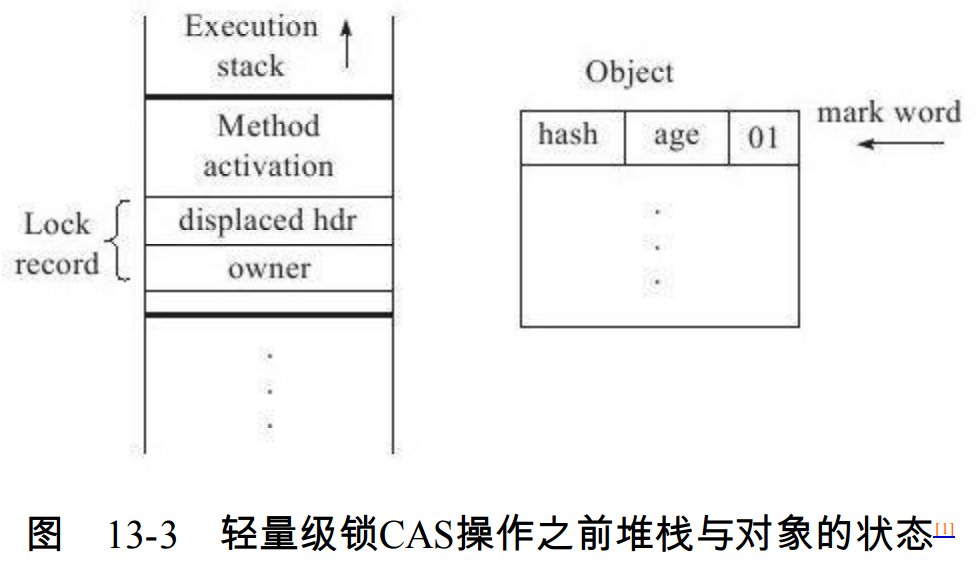 Execution
stack
Method
activation
Lock
record
displaced hdr
owner
Object
hash
age
01
mark word
图 13-3 轻量级锁CAS操作之前堆栈与对象的状态[1]